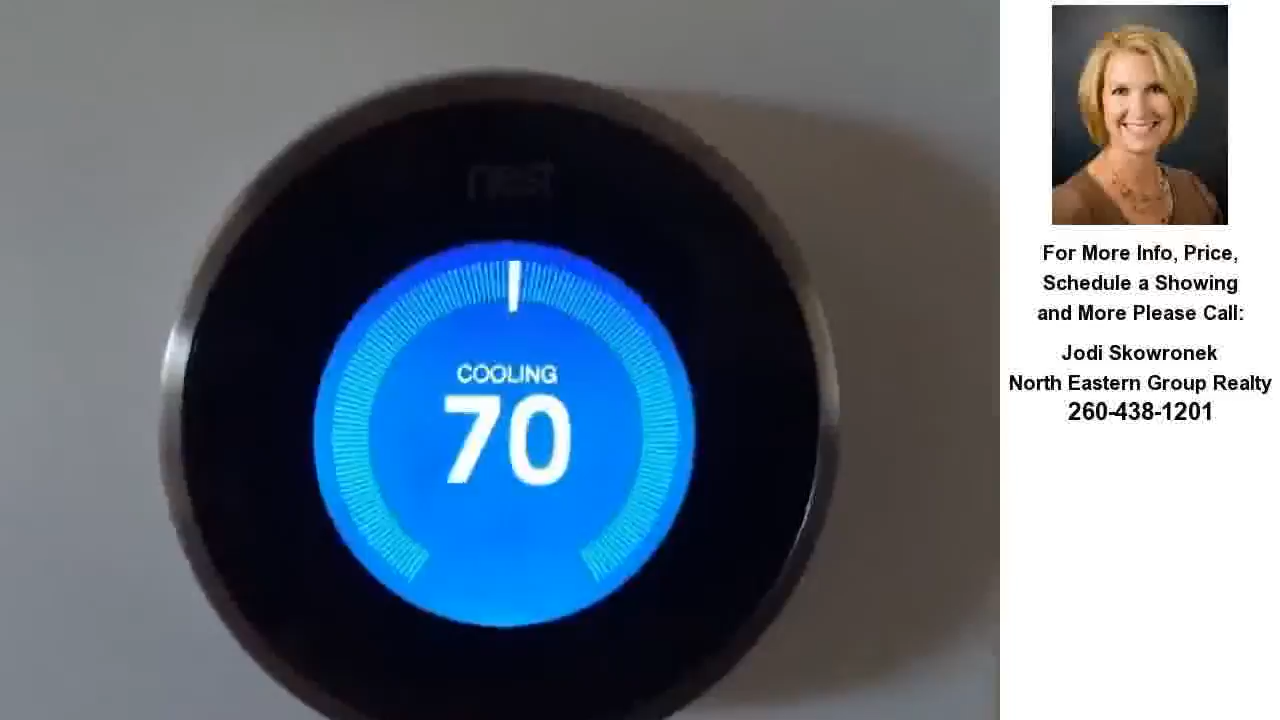 nest
COOLING
70
For More Info, Price,
Schedule a Showing
and More Please Call:
Jodi Skowronek
North Eastern Group Realty
260-438-1201